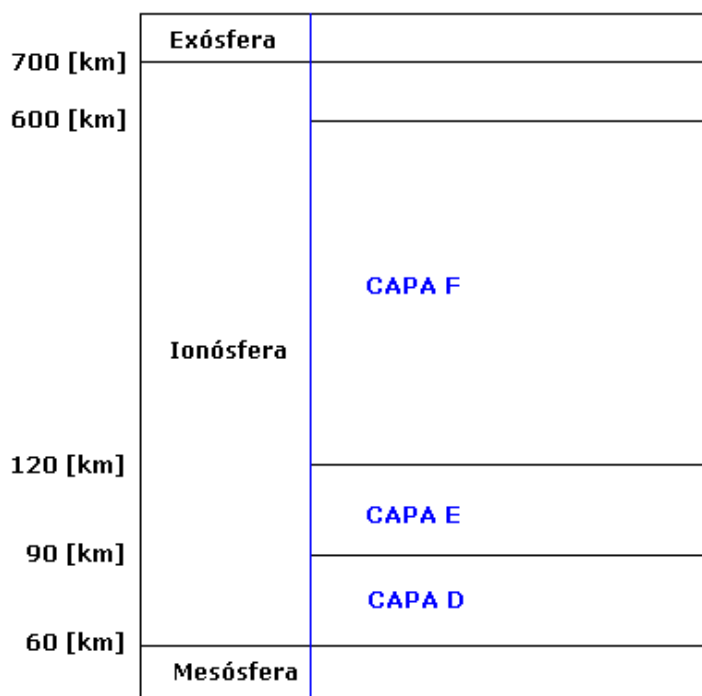 Exósfera
700 [km]
600 [km]
CAPA F
Ionósfera
120 [km]
CAPA E
90 [km]
CAPA D
60 [km]
Mesósfera